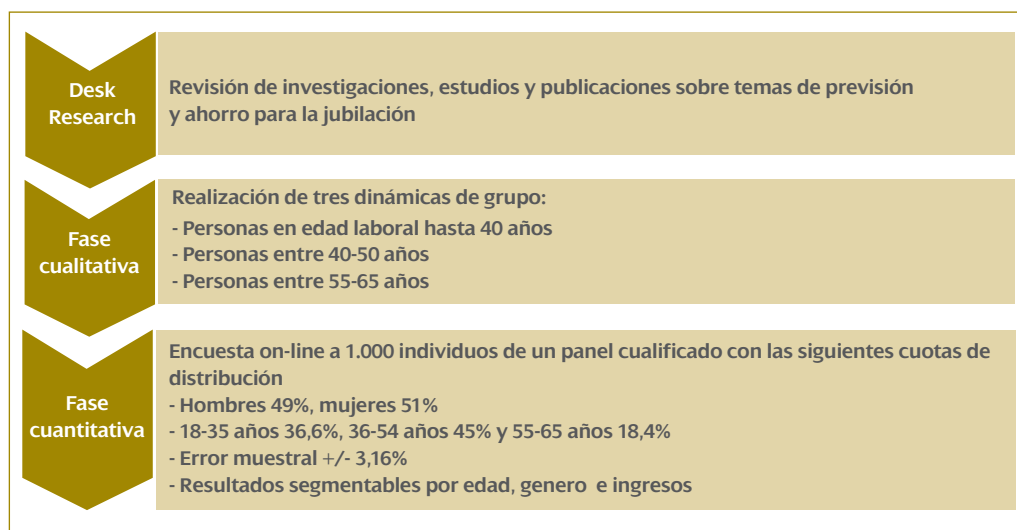 Desk
Research
Revisión de investigaciones, estudios y publicaciones sobre temas de previsión
y ahorro para la jubilación
Fase
cualitativa
Realización de tres dinámicas de grupo:
- Personas en edad laboral hasta 40 años
- Personas entre 40-50 años
- Personas entre 55-65 años
Fase
cuantitativa
Encuesta on-line a 1.000 individuos de un panel cualificado con las siguientes cuotas de
distribución
- Hombres 49%, mujeres 51%
- 18-35 años 36,6%, 36-54 años 45% y 55-65 años 18,4%
- Error muestral +/- 3,16%
- Resultados segmentables por edad, genero e ingresos